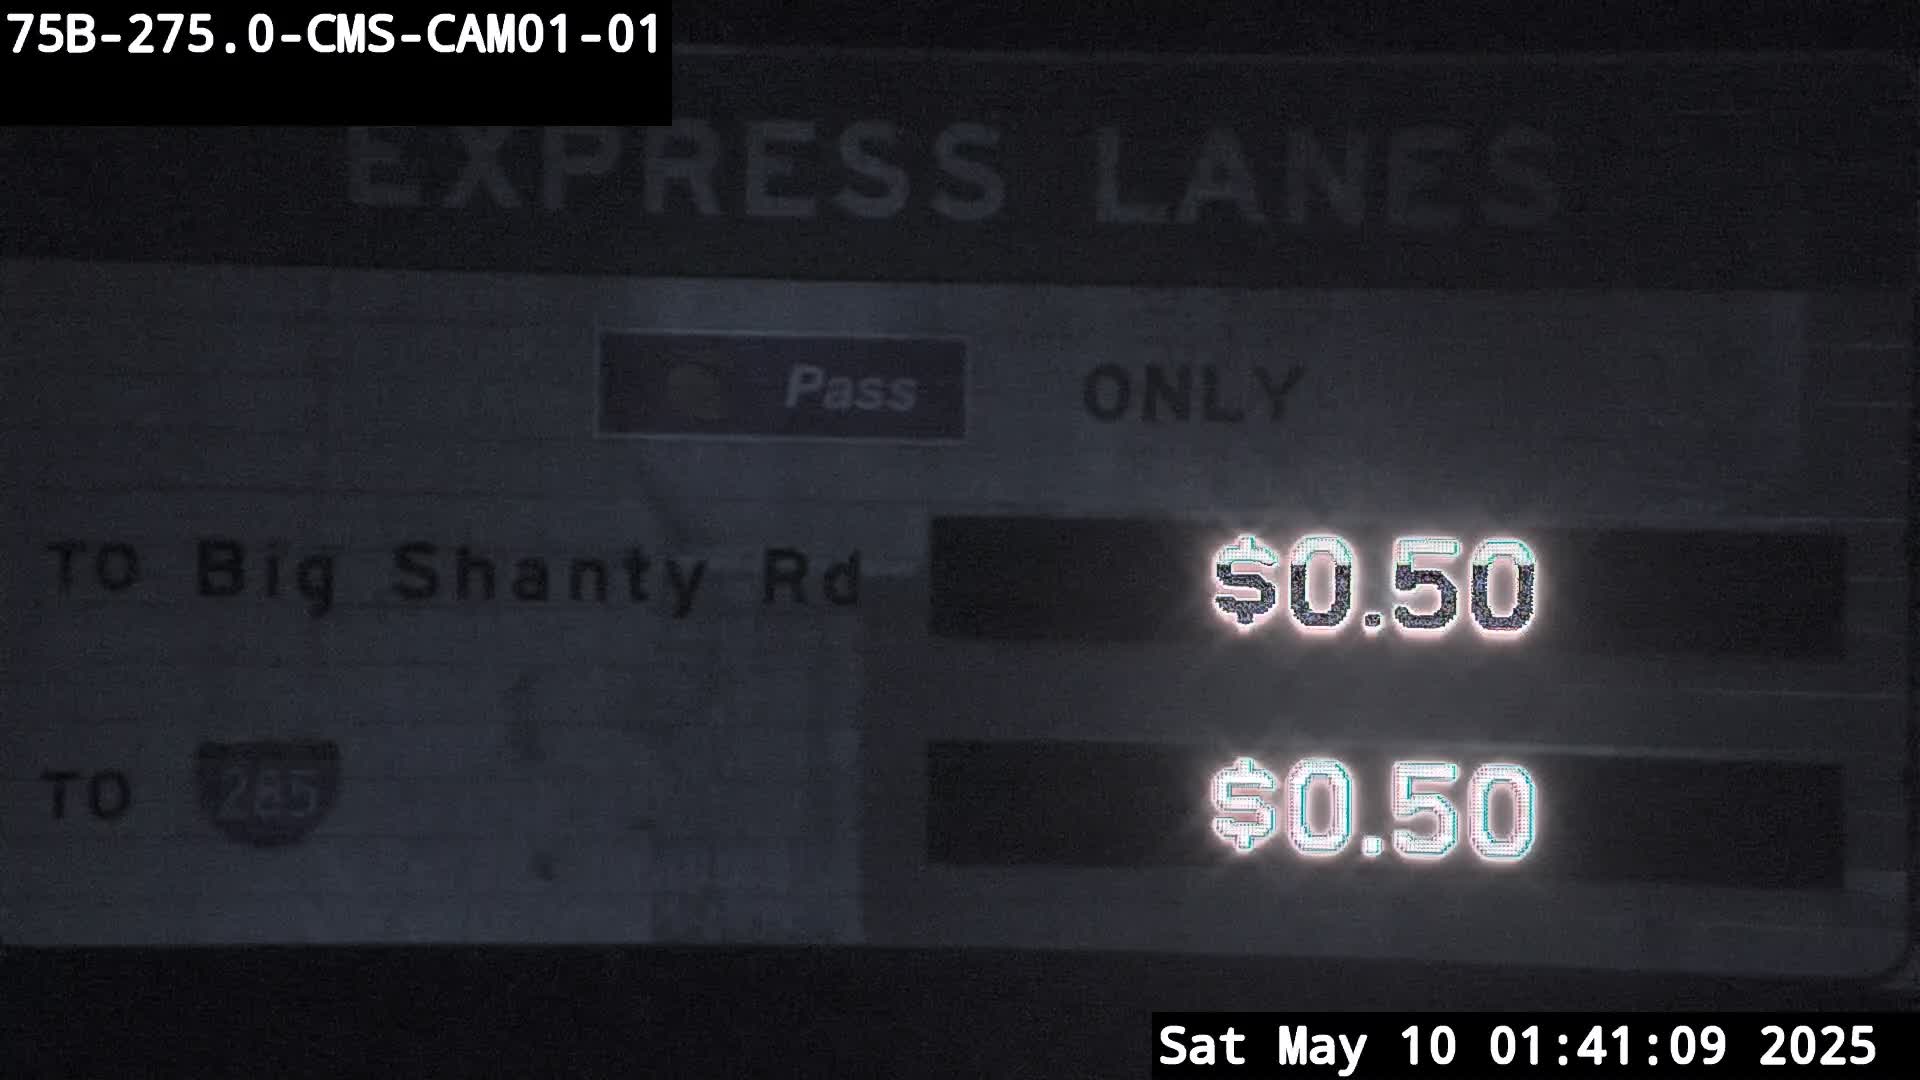 75B-275.0-CMS-CAM01-01
EXPRESS LANES
Pass ONLY
TO Big Shanty Rd $0.50
TO 285 $0.50
Sat May 10 01:41:09 2025